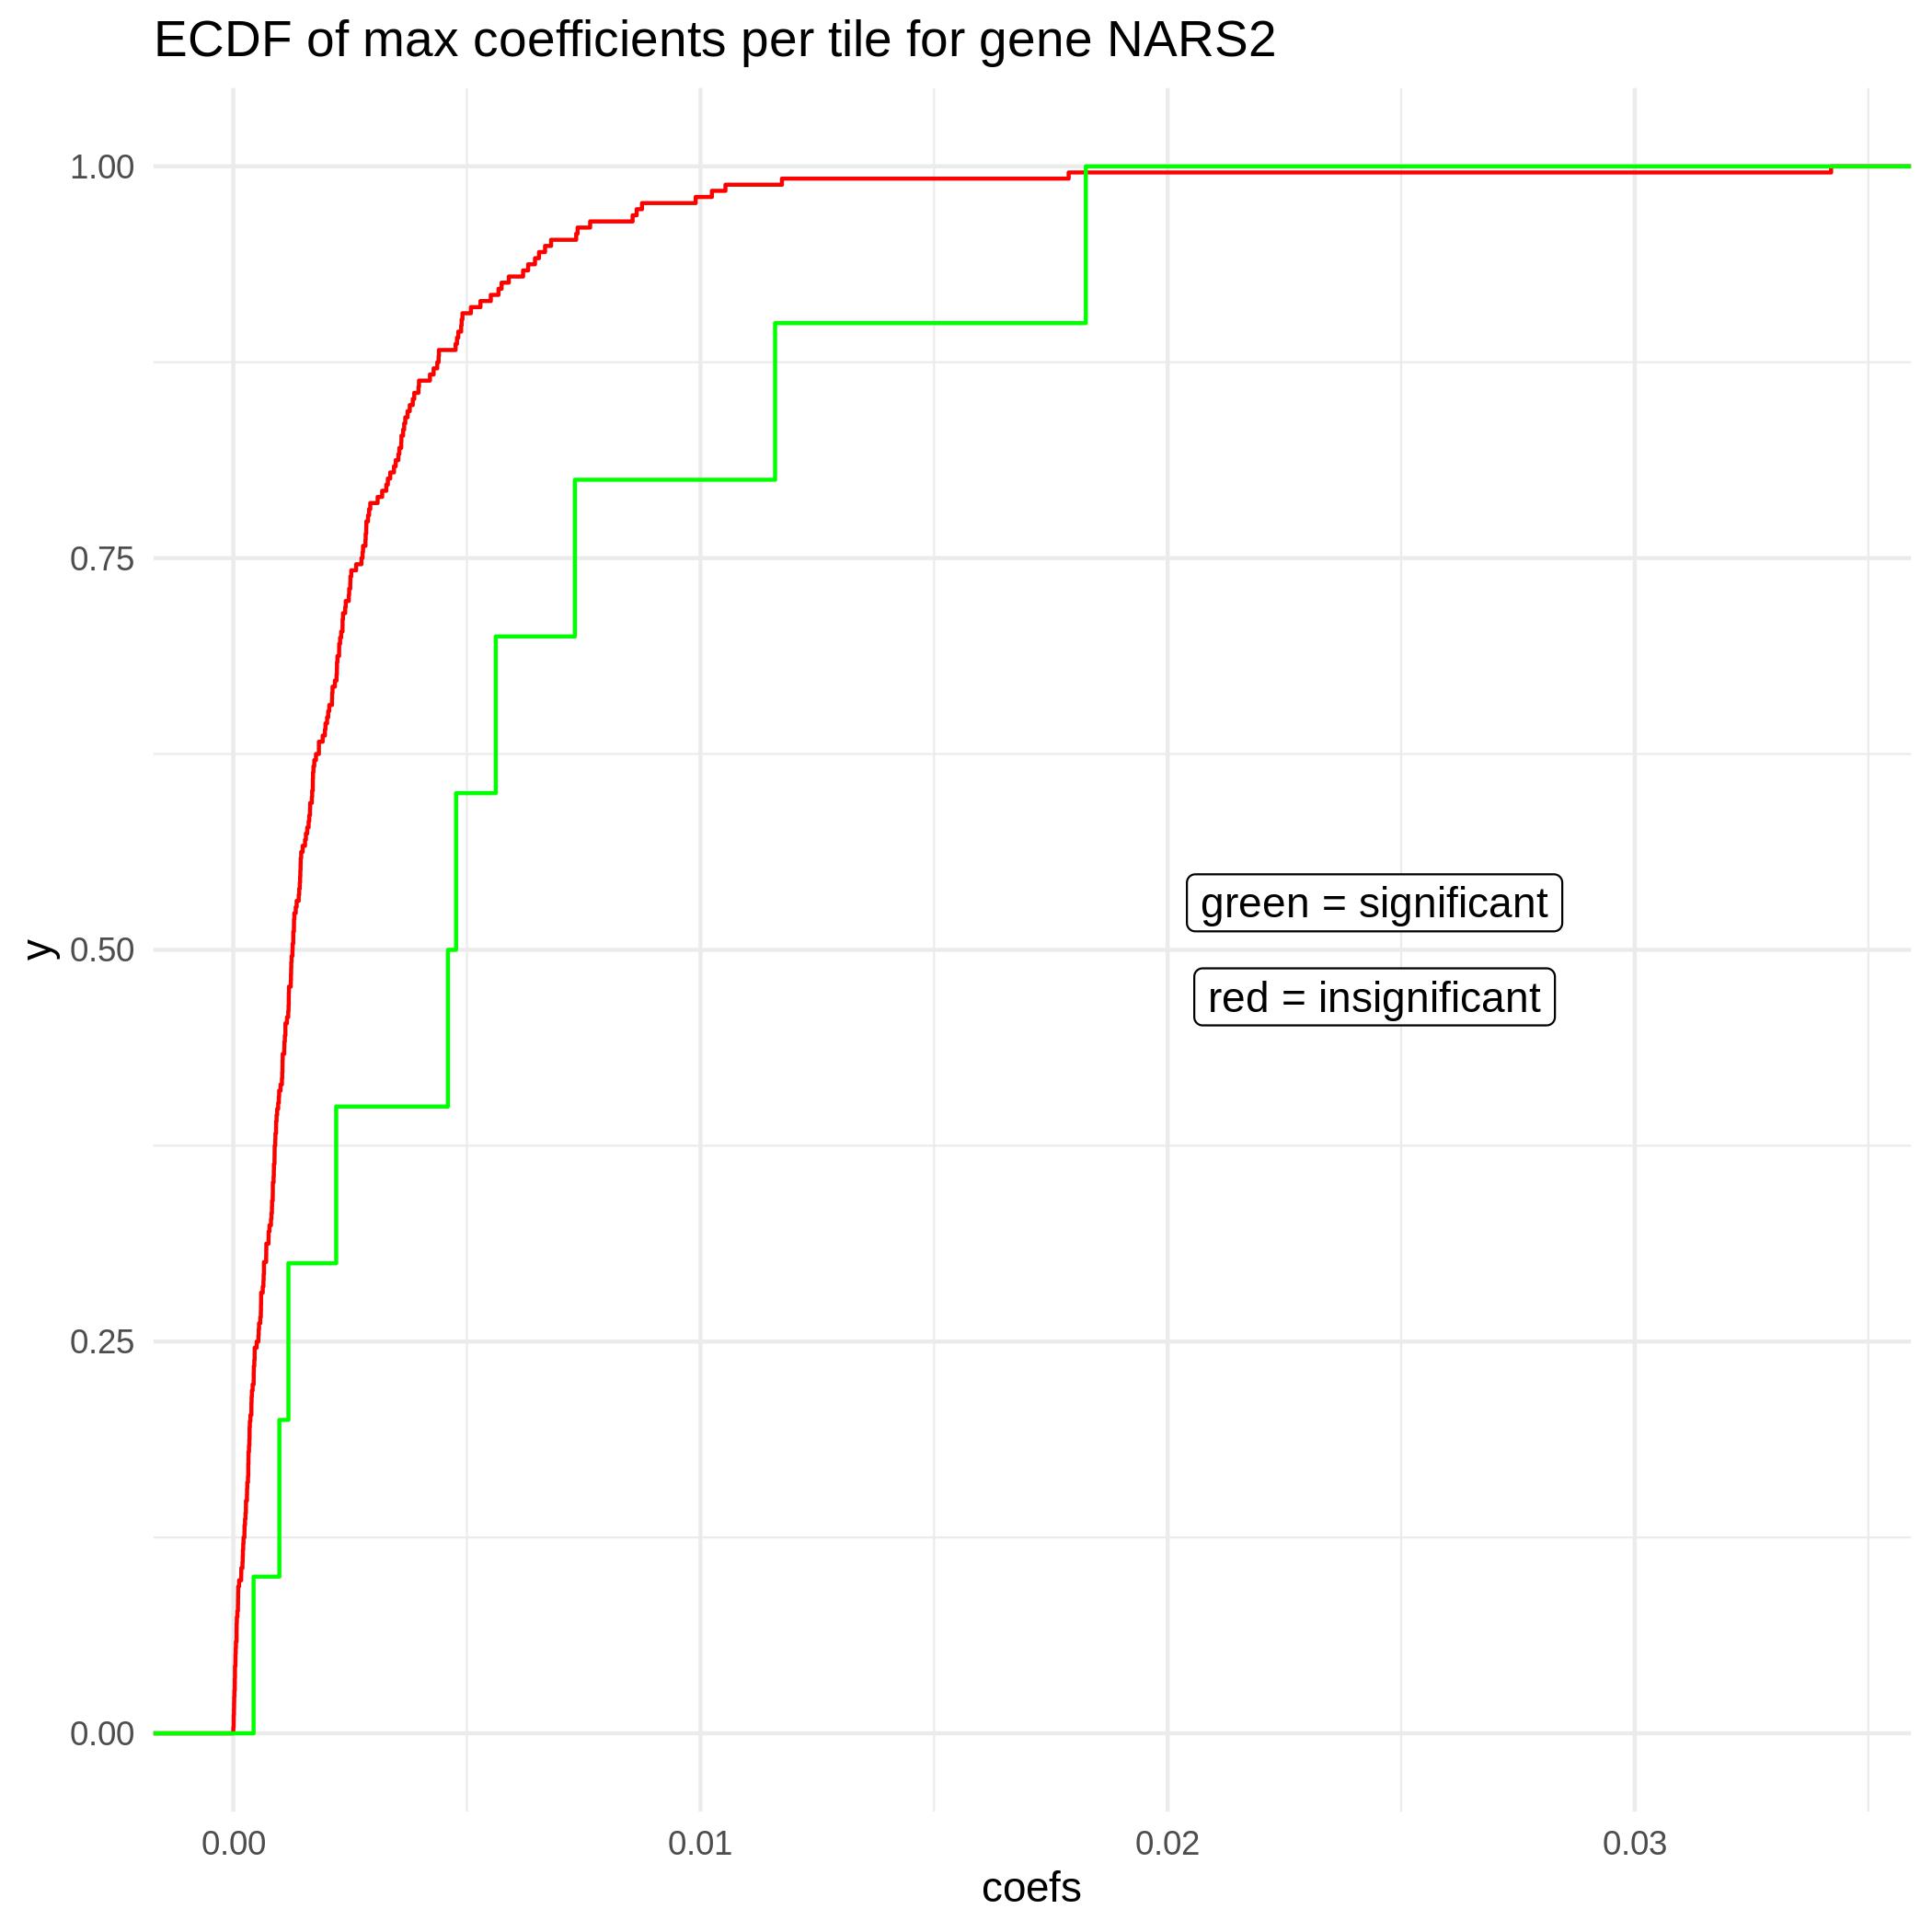 ECDF of max coefficients per tile for gene NARS2
1.00
0.75
0.50
0.25
0.00
y
green = significant
red = insignificant
0.00 0.01 0.02 0.03
coefs